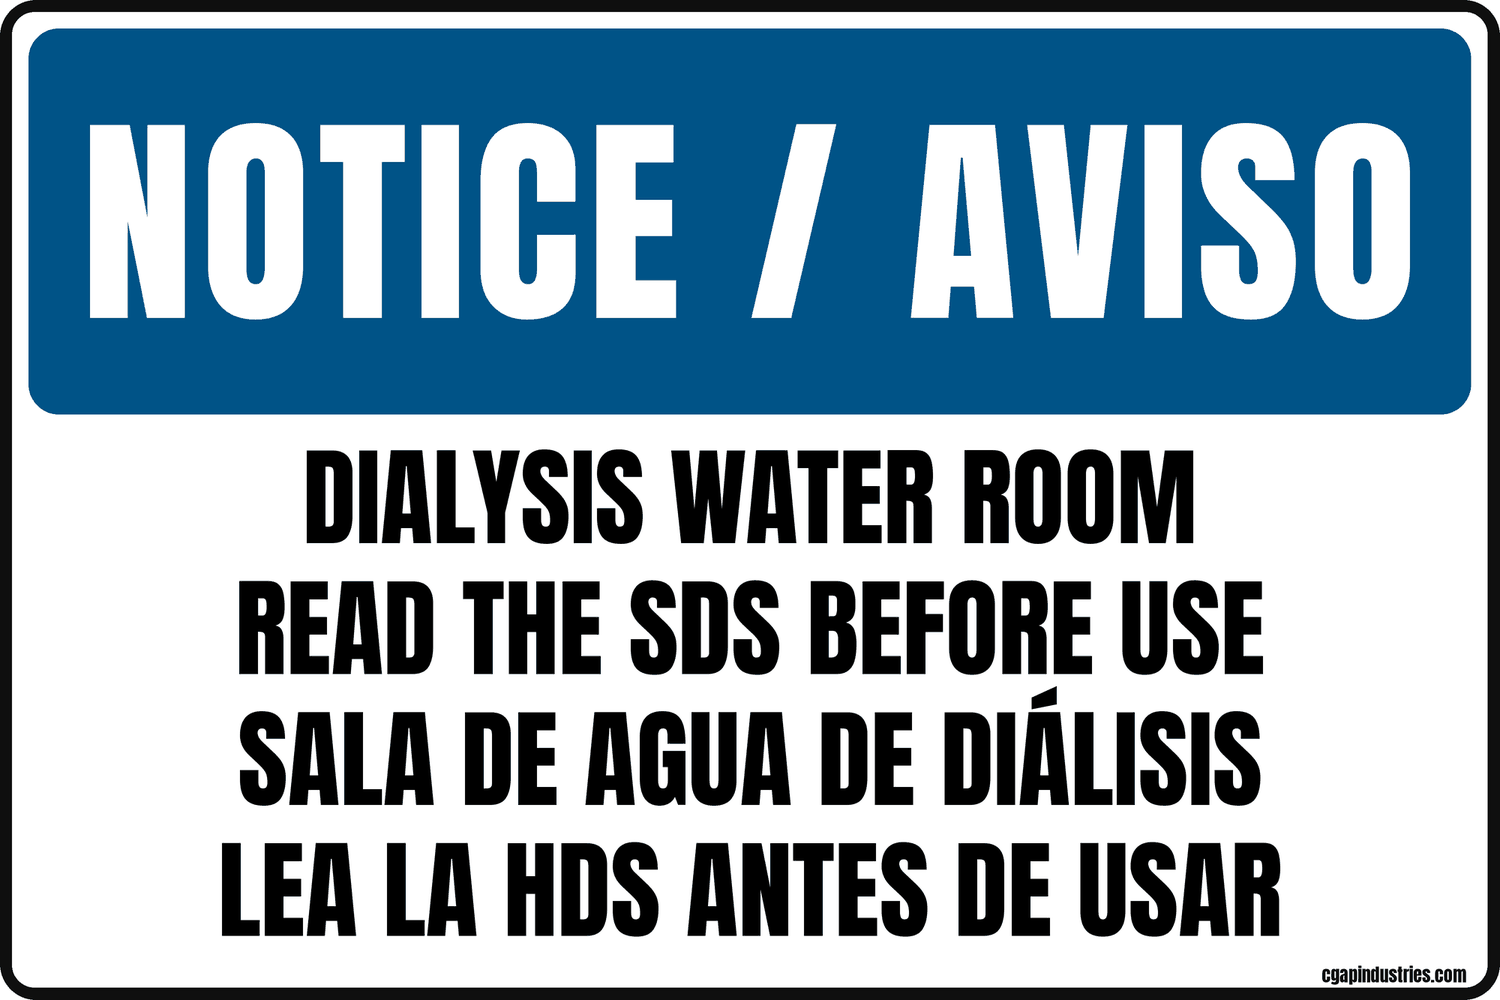 NOTICE / AVISO
DIALYSIS WATER ROOM
READ THE SDS BEFORE USE
SALA DE AGUA DE DIÁLISIS
LEA LA HDS ANTES DE USAR
cgapindustries.com